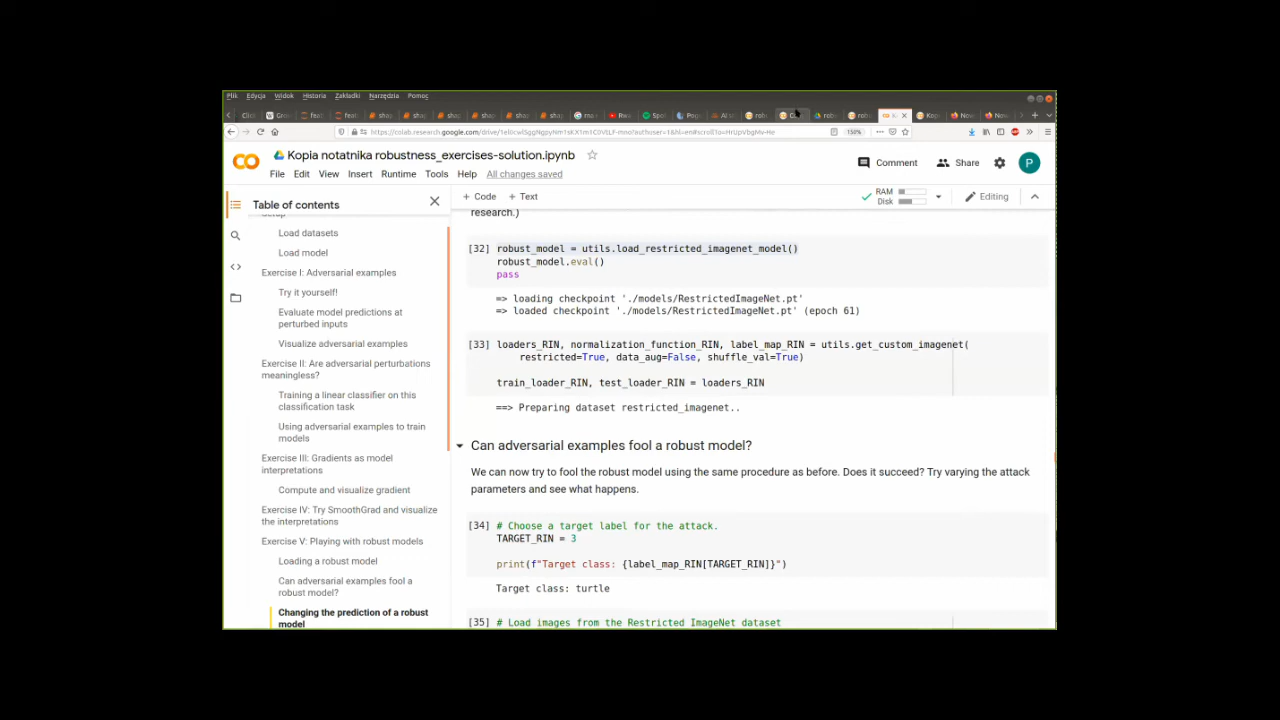 Plik Edycja Widok Historia Zakładki Narzędzia Pomoc
150%
Kopia notatnika robustness_exercises-solution.ipynb
Comment Share P
File Edit View Insert Runtime Tools Help All changes saved
Table of contents
+ Code + Text
RAM
Disk
Editing
Setup
Load datasets
Load model
Exercise I: Adversarial examples
Try it yourself!
Evaluate model predictions at
perturbed inputs
Visualize adversarial examples
Exercise II: Are adversarial perturbations
meaningless?
Training a linear classifier on this
classification task
Using adversarial examples to train
models
Exercise III: Gradients as model
interpretations
Compute and visualize gradient
Exercise IV: Try SmoothGrad and visualize
the interpretations
Exercise V: Playing with robust models
Loading a robust model
Can adversarial examples fool a
robust model?
Changing the prediction of a robust
model
research.)
[32] robust_model = utils.load_restricted_imagenet_model()
robust_model.eval()
pass
=> loading checkpoint './models/RestrictedImageNet.pt'
=> loaded checkpoint './models/RestrictedImageNet.pt' (epoch 61)
[33] loaders_RIN, normalization_function_RIN, label_map_RIN = utils.get_custom_imagenet(
restricted=True, data_aug=False, shuffle_val=True)
train_loader_RIN, test_loader_RIN = loaders_RIN
==> Preparing dataset restricted_imagenet..
Can adversarial examples fool a robust model?
We can now try to fool the robust model using the same procedure as before. Does it succeed? Try varying the attack
parameters and see what happens.
[34] # Choose a target label for the attack.
TARGET_RIN = 3
print(f"Target class: {label_map_RIN[TARGET_RIN]}")
Target class: turtle
[35] # Load images from the Restricted ImageNet dataset